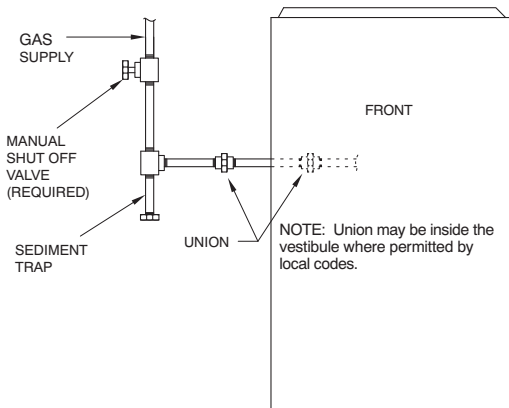 GAS
SUPPLY
FRONT
MANUAL
SHUT OFF
VALVE
(REQUIRED)
SEDIMENT
TRAP
UNION
NOTE: Union may be inside the
vestibule where permitted by
local codes.